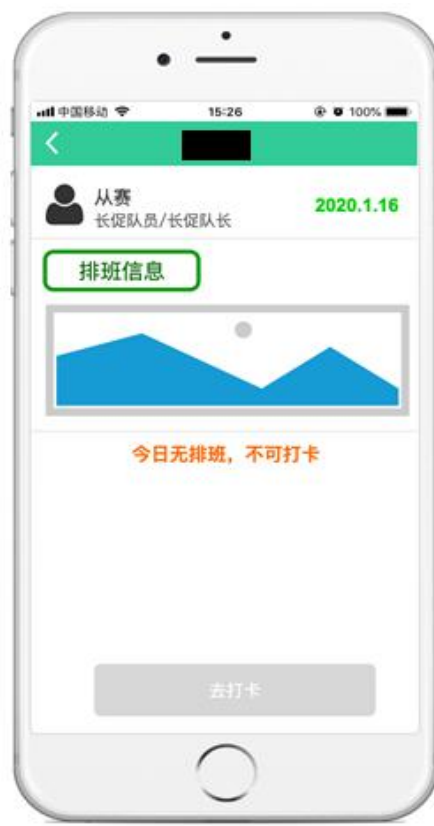 中国移动 15:26 100%
从赛 2020.1.16
长促队员/长促队长
排班信息
今日无排班，不可打卡
去打卡